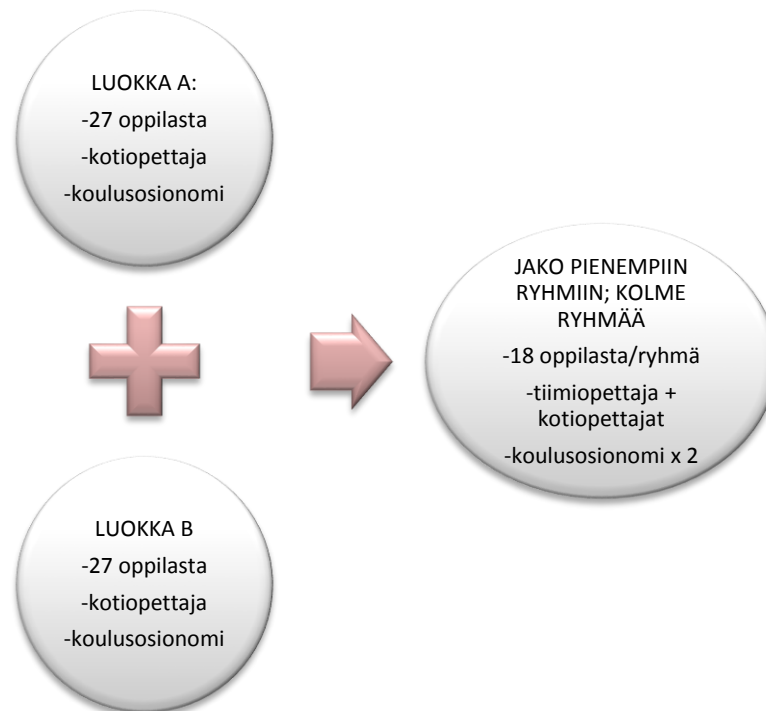 LUOKKA A:
-27 oppilasta
-kotiopettaja
-koulusosionomi
JAKO PIENEMPIIN
RYHMIIN; KOLME
RYHMÄÄ
-18 oppilasta/ryhmä
-tiimiopettaja +
kotiopettajat
-koulusosionomi x 2
LUOKKA B
-27 oppilasta
-kotiopettaja
-koulusosionomi